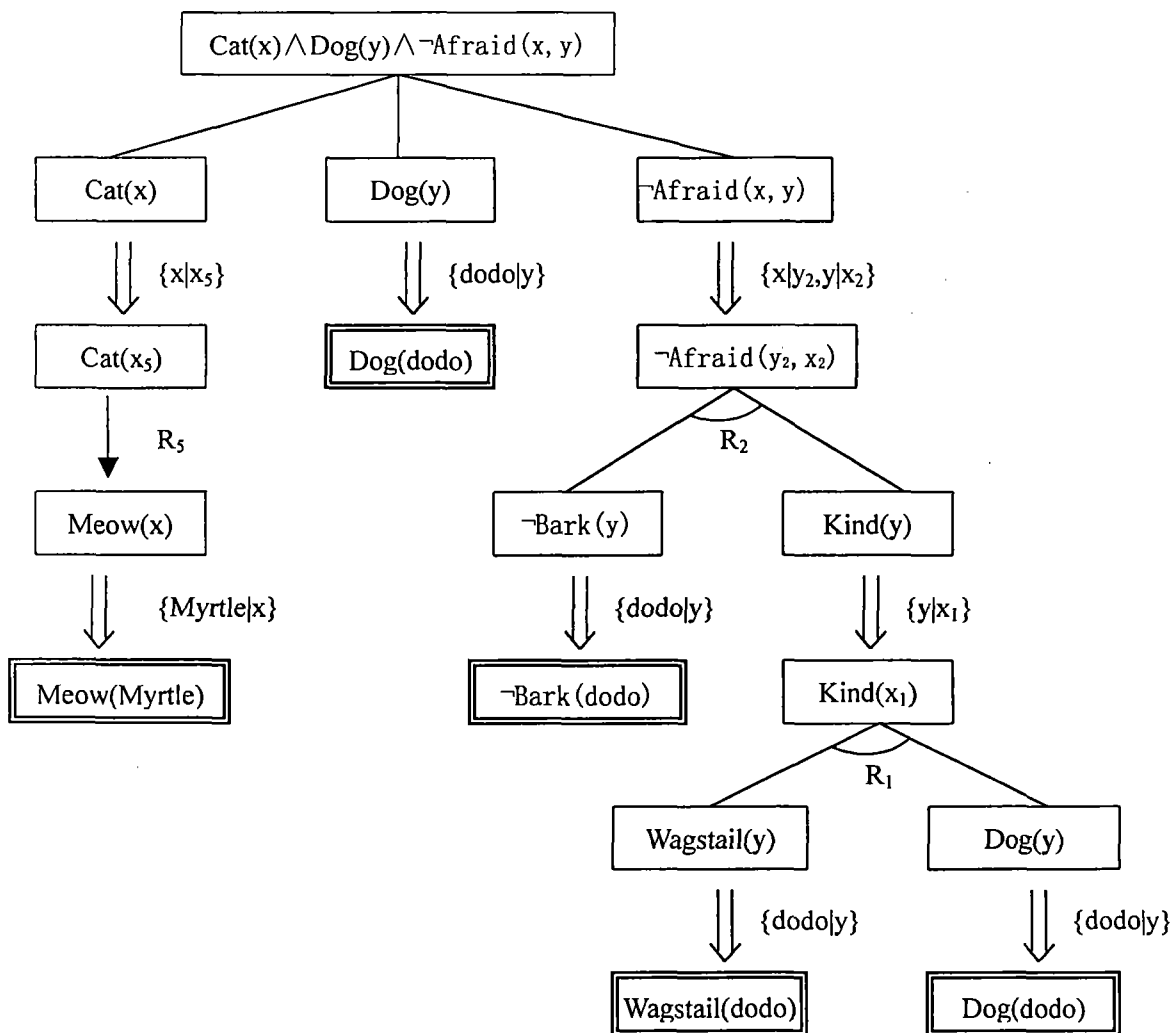 Cat(x)∧Dog(y)∧¬Afraid(x, y)
Cat(x)
Dog(y)
¬Afraid(x, y)
{x|x₅}
{dodo|y}
{x|y₂,y|x₂}
Cat(x₅)
Dog(dodo)
¬Afraid(y₂, x₂)
R₅
R₂
Meow(x)
¬Bark(y)
Kind(y)
{Myrtle|x}
{dodo|y}
{y|x₁}
Meow(Myrtle)
¬Bark(dodo)
Kind(x₁)
R₁
Wagstail(y)
Dog(y)
{dodo|y}
{dodo|y}
Wagstail(dodo)
Dog(dodo)